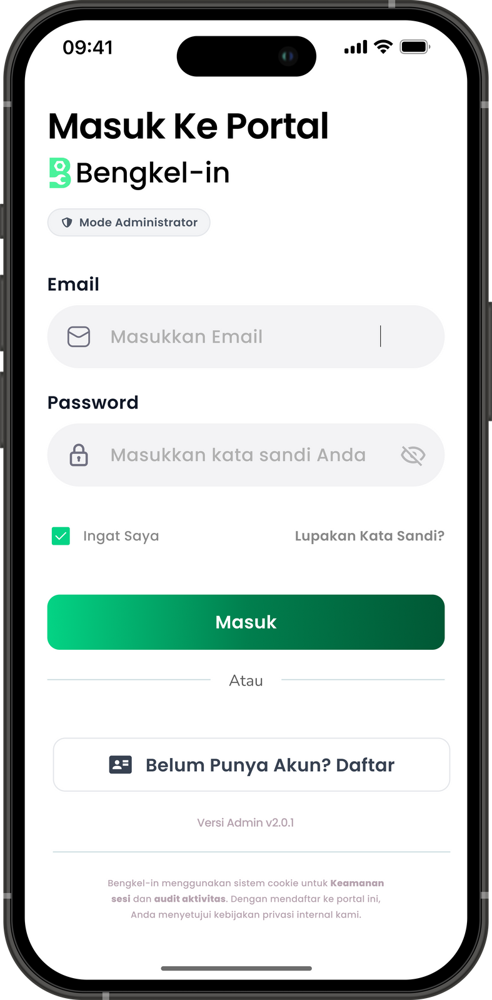 09:41
Masuk Ke Portal
Bengkel-in
Mode Administrator
Email
Masukkan Email
Password
Masukkan kata sandi Anda
Ingat Saya
Lupakan Kata Sandi?
Masuk
Atau
Belum Punya Akun? Daftar
Versi Admin v2.0.1
Bengkel-in menggunakan sistem cookie untuk Keamanan
sesi dan audit aktivitas. Dengan mendaftar ke portal ini,
Anda menyetujui kebijakan privasi internal kami.